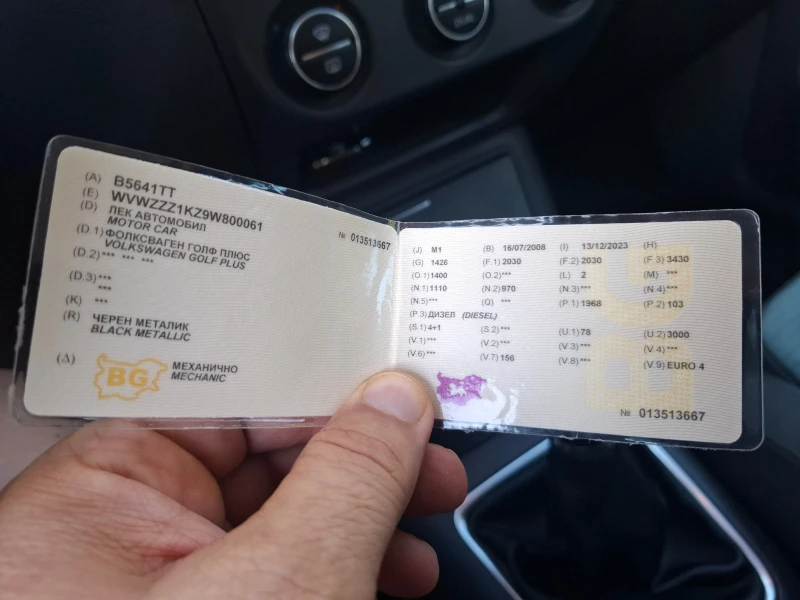 (A) B5641TT
(E) WVWZZZ1KZ9W800061
(D) ЛЕК АВТОМОБИЛ
MOTOR CAR
(D.1) ФОЛКСВАГЕН ГОЛФ ПЛЮС
VOLKSWAGEN GOLF PLUS
(D.2) *** *** ***
(D.3) ***
***
(K) ***
(R) ЧЕРЕН МЕТАЛИК
BLACK METALLIC
(Δ) МЕХАНИЧНО
MECHANIC
BG
№ 013513667
(J) M1 (B) 16/07/2008 (I) 13/12/2023 (H)
(G) 1426 (F.1) 2030 (F.2) 2030 (F 3) 3430
(O.1) 1400 (O.2) *** (L) 2 (M) ***
(N.1) 1110 (N.2) 970 (N 3) *** (N.4) ***
(N.5) *** (Q) *** (P.1) 1968 (P.2) 103
(P.3) ДИЗЕЛ (DIESEL)
(S.1) 4+1 (S.2) *** (U.1) 78 (U.2) 3000
(V.1) *** (V.2) *** (V.3) *** (V.4) ***
(V.6) *** (V.7) 156 (V.8) *** (V.9) EURO 4
BG
№ 013513667